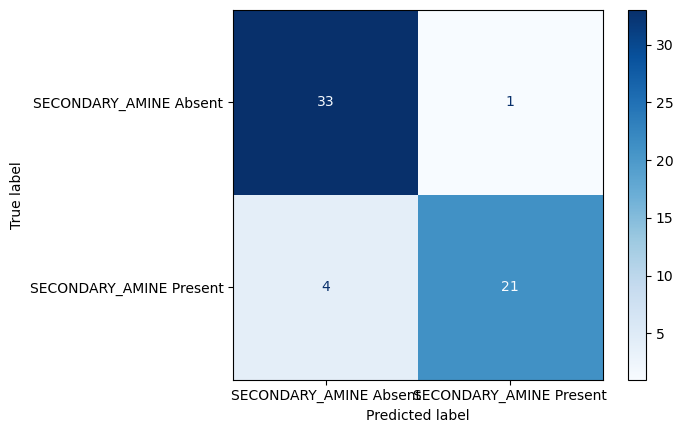 SECONDARY_AMINE Absent
33
1
30
25
20
True label
15
SECONDARY_AMINE Present
4
21
10
5
SECONDARY_AMINE Absent
SECONDARY_AMINE Present
Predicted label